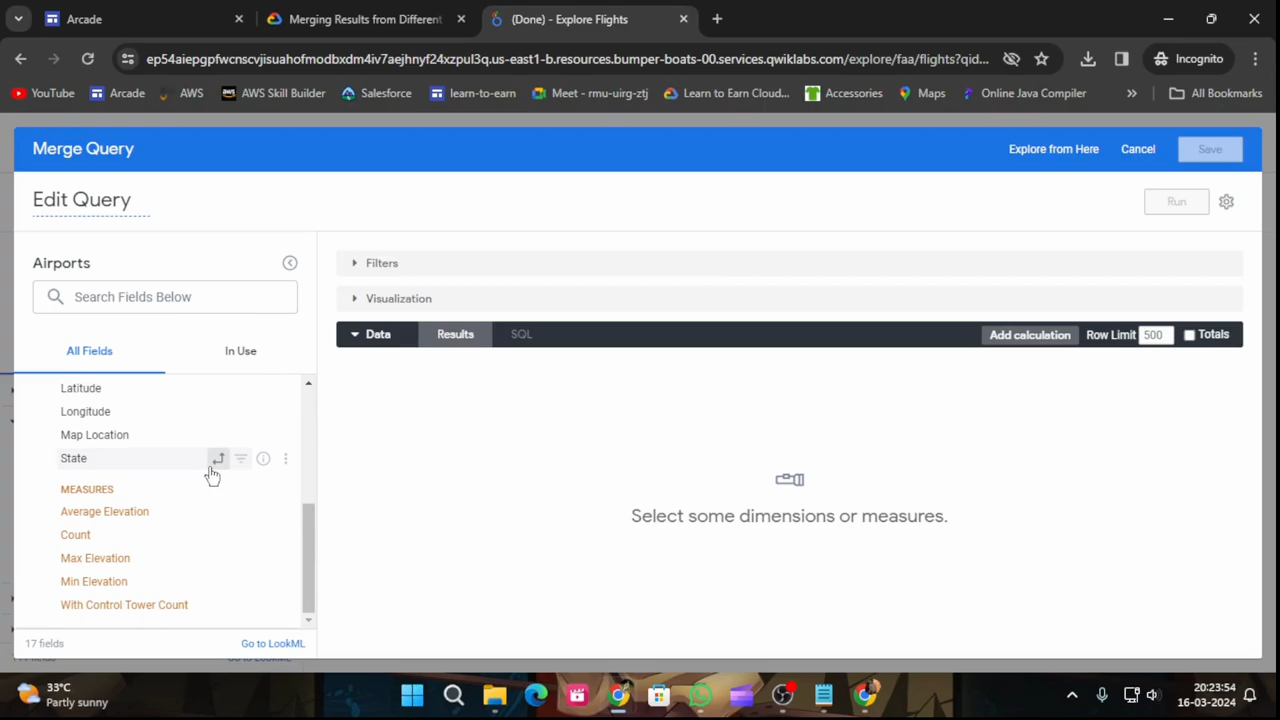 Arcade
Merging Results from Different
(Done) - Explore Flights
ep54aiepgpfwcnscvjisuahofmodbxdm4iv7aejhnyf24xzpul3q.us-east1-b.resources.bumper-boats-00.services.qwiklabs.com/explore/faa/flights?qid...
Incognito
YouTube
Arcade
AWS
AWS Skill Builder
Salesforce
learn-to-earn
Meet - rmu-uirg-ztj
Learn to Earn Cloud...
Accessories
Maps
Online Java Compiler
All Bookmarks
Merge Query
Explore from Here
Cancel
Save
Edit Query
Run
Airports
Search Fields Below
All Fields
In Use
Latitude
Longitude
Map Location
State
MEASURES
Average Elevation
Count
Max Elevation
Min Elevation
With Control Tower Count
17 fields
Go to LookML
Filters
Visualization
Data
Results
SQL
Add calculation
Row Limit 500
Totals
Select some dimensions or measures.
33°C
Partly sunny
20:23:54
16-03-2024